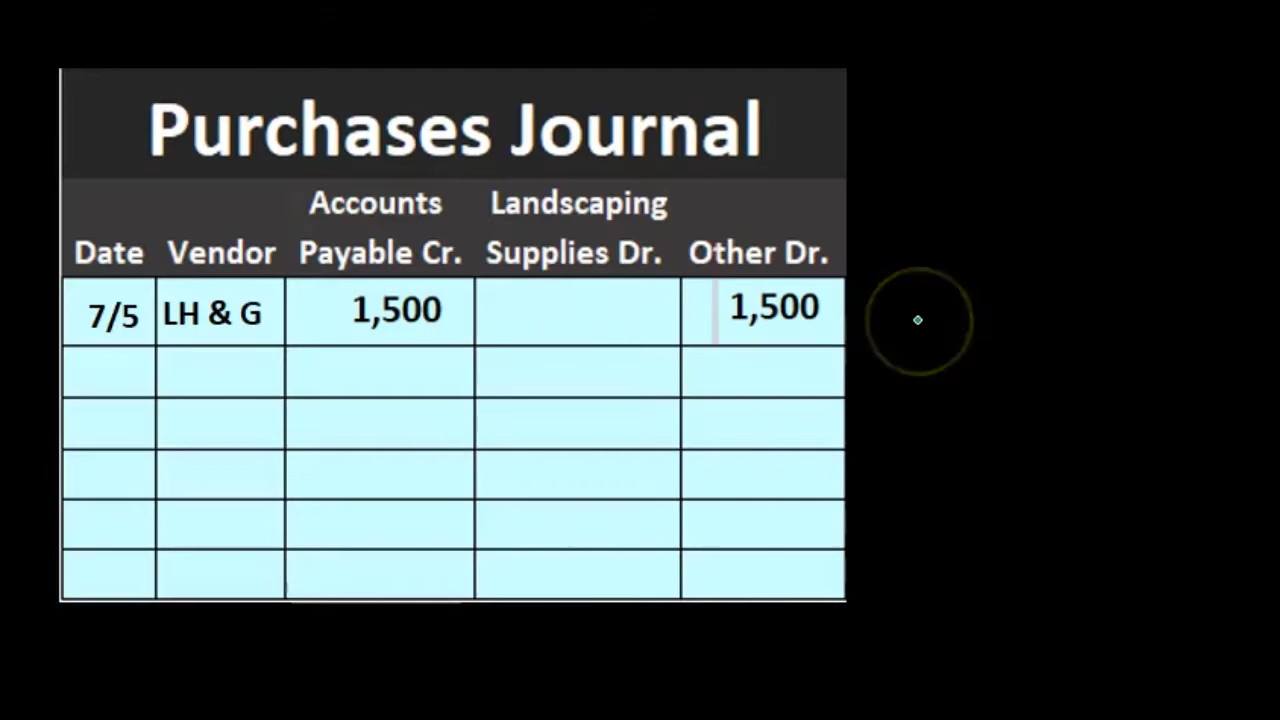 Purchases Journal
Accounts Landscaping
Date Vendor Payable Cr. Supplies Dr. Other Dr.
7/5 LH & G 1,500 1,500